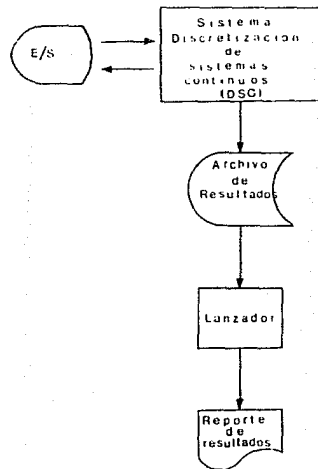 E/S
Sistema
Discretizacion
de
sistemas
continuos
(DSC)
Archivo
de
Resultados
Lanzador
Reporte
de
resultados